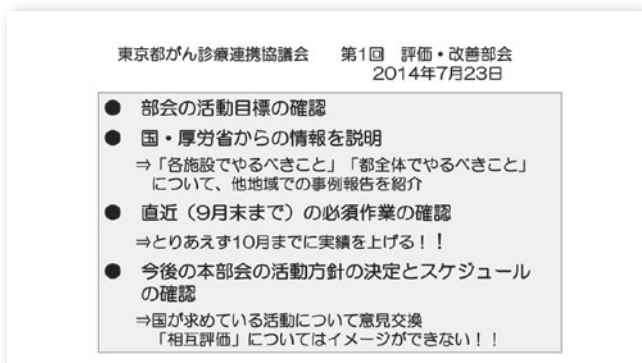 東京都がん診療連携協議会　　第1回　評価・改善部会
2014年7月23日
● 部会の活動目標の確認
● 国・厚労省からの情報を説明
⇒「各施設でやるべきこと」「都全体でやるべきこと」
について、他地域での事例報告を紹介
● 直近（9月末まで）の必須作業の確認
⇒とりあえず10月までに実績を上げる！！
● 今後の本部会の活動方針の決定とスケジュール
の確認
⇒国が求めている活動について意見交換
「相互評価」についてはイメージができない！！